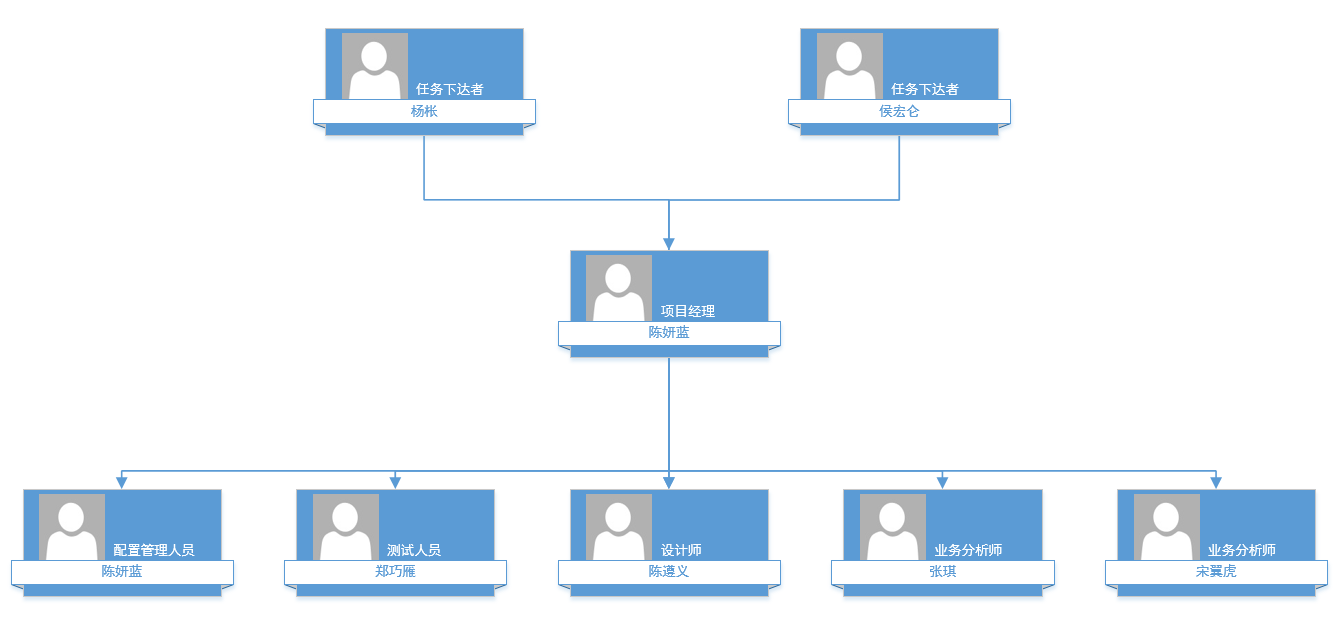 任务下达者
杨枨
任务下达者
侯宏仑
项目经理
陈妍蓝
配置管理人员
陈妍蓝
测试人员
郑巧雁
设计师
陈遵义
业务分析师
张琪
业务分析师
宋翼虎